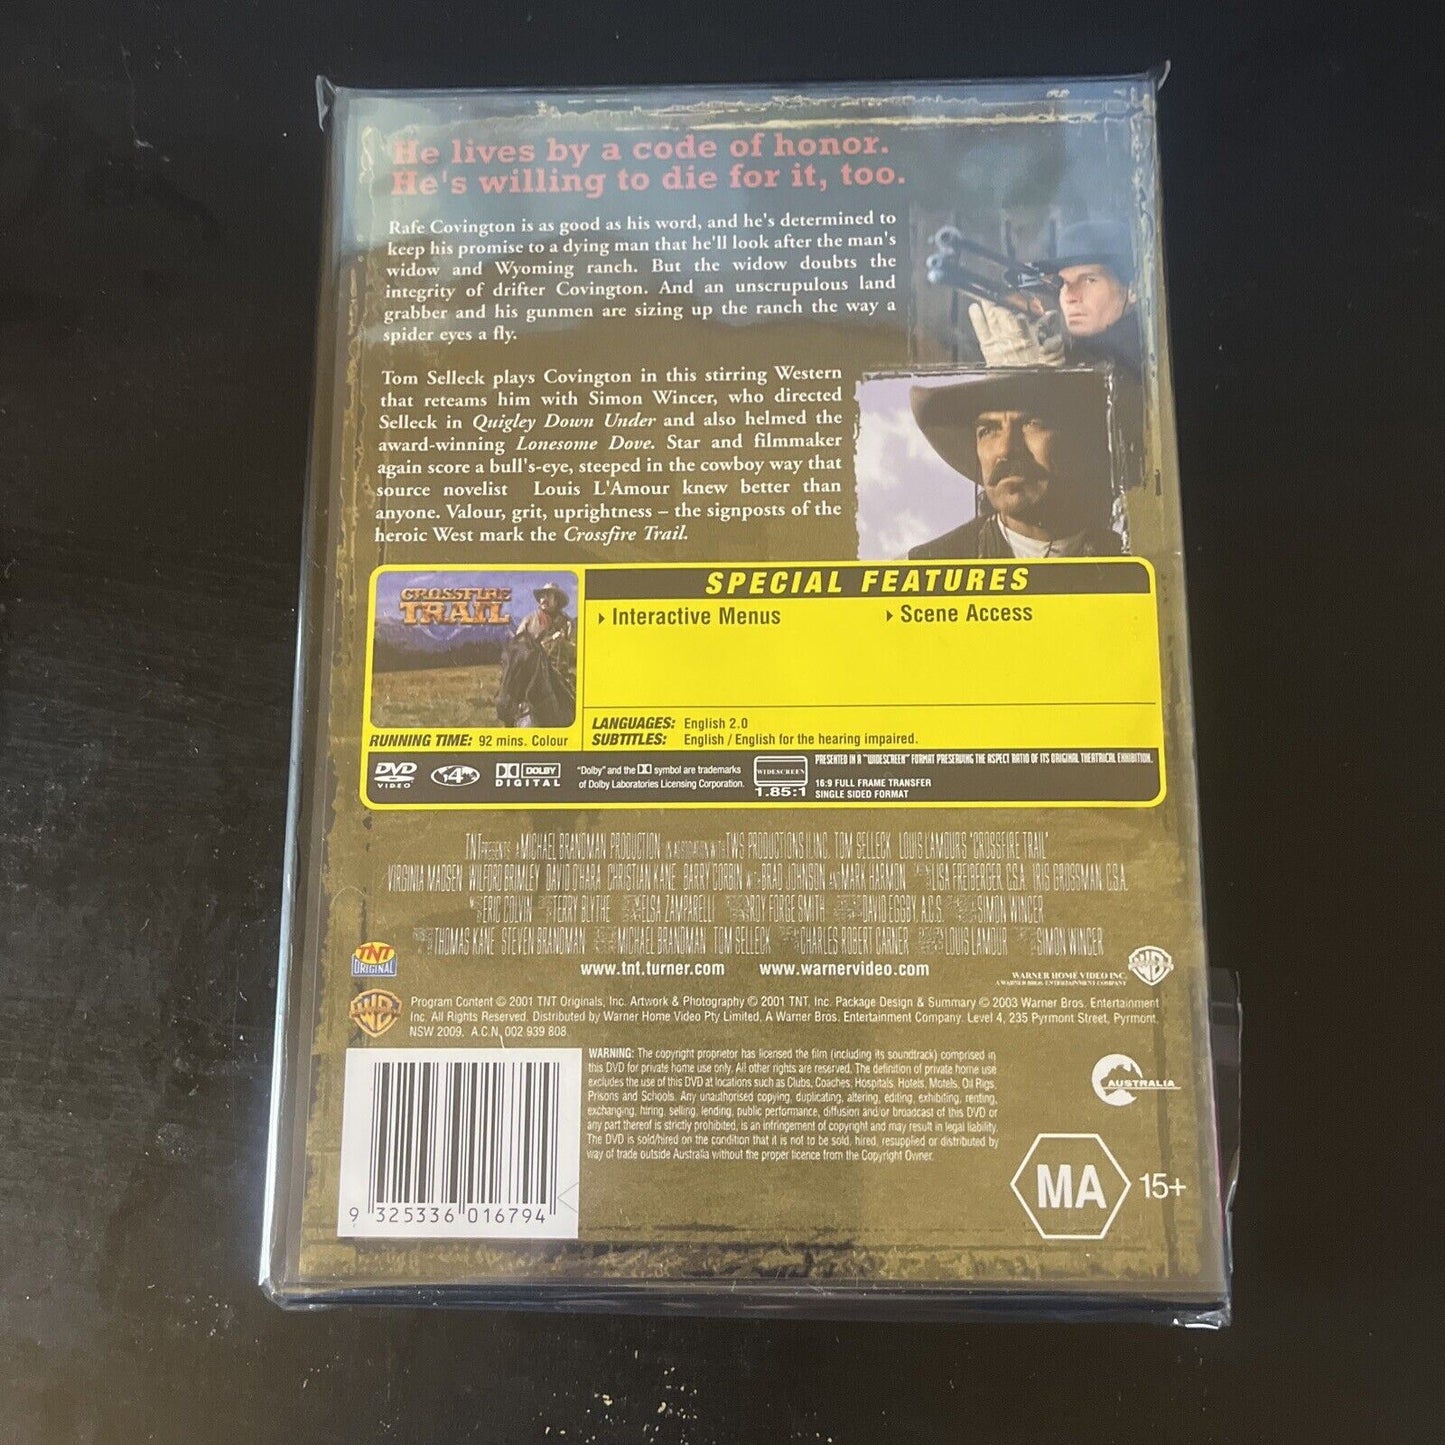 He lives by a code of honor.
He's willing to die for it, too.
Rafe Covington is as good as his word, and he's determined to
keep his promise to a dying man that he'll look after the man's
widow and Wyoming ranch. But the widow doubts the
integrity of drifter Covington. And an unscrupulous land
grabber and his gunmen are sizing up the ranch the way a
spider eyes a fly.
Tom Selleck plays Covington in this stirring Western
that reteams him with Simon Wincer, who directed
Selleck in Quigley Down Under and also helmed the
award-winning Lonesome Dove. Star and filmmaker
again score a bull's-eye, steeped in the cowboy way that
source novelist Louis L'Amour knew better than
anyone. Valour, grit, uprightness – the signposts of the
heroic West mark the Crossfire Trail.
CROSSFIRE
TRAIL
SPECIAL FEATURES
Interactive Menus
Scene Access
RUNNING TIME: 92 mins. Colour
LANGUAGES: English 2.0
SUBTITLES: English / English for the hearing impaired.
DVD
VIDEO
4
DOLBY
DIGITAL
"Dolby" and the DD symbol are trademarks
of Dolby Laboratories Licensing Corporation.
WIDESCREEN
1.85:1
PRESENTED IN A "WIDESCREEN" FORMAT PRESERVING THE ASPECT RATIO OF ITS ORIGINAL THEATRICAL EXHIBITION.
16:9 FULL FRAME TRANSFER
SINGLE SIDED FORMAT
TNT PRESENTS A MICHAEL BRANDMAN PRODUCTION IN ASSOCIATION WITH TWS PRODUCTIONS II, INC. TOM SELLECK LOUIS L'AMOUR'S "CROSSFIRE TRAIL"
VIRGINIA MADSEN WILFORD BRIMLEY DAVID O'HARA CHRISTIAN KANE BARRY CORBIN WITH BRAD JOHNSON AND MARK HARMON LISA FREIBERGER, C.S.A. IRIS GROSSMAN, C.S.A.
ERIC COLVIN TERRY BLYTHE ELSA ZAMPARELLI ROY FORGE SMITH DAVID EGGBY, A.C.S. SIMON WINCER
THOMAS KANE STEVEN BRANDMAN MICHAEL BRANDMAN TOM SELLECK CHARLES ROBERT CARNER LOUIS L'AMOUR SIMON WINCER
TNT
ORIGINAL
www.tnt.turner.com www.warnervideo.com
WARNER HOME VIDEO INC.
A WARNER BROS. ENTERTAINMENT COMPANY
Program Content © 2001 TNT Originals, Inc. Artwork & Photography © 2001 TNT, Inc. Package Design & Summary © 2003 Warner Bros. Entertainment
Inc. All Rights Reserved. Distributed by Warner Home Video Pty Limited, A Warner Bros. Entertainment Company. Level 4, 235 Pyrmont Street, Pyrmont,
NSW 2009. A.C.N. 002 939 808
WARNING: The copyright proprietor has licensed the film (including its soundtrack) comprised in
this DVD for private home use only. All other rights are reserved. The definition of private home use
excludes the use of this DVD at locations such as Clubs, Coaches, Hospitals, Hotels, Motels, Oil Rigs,
Prisons and Schools. Any unauthorised copying, duplicating, altering, editing, exhibiting, renting,
exchanging, hiring, selling, lending, public performance, diffusion and/or broadcast of this DVD or
any part thereof is strictly prohibited, is an infringement of copyright and may result in legal liability.
The DVD is sold/hired on the condition that it is not to be sold, hired, resupplied or distributed by
way of trade outside Australia without the proper licence from the Copyright Owner.
AUSTRALIA
MA 15+
9 325336 016794